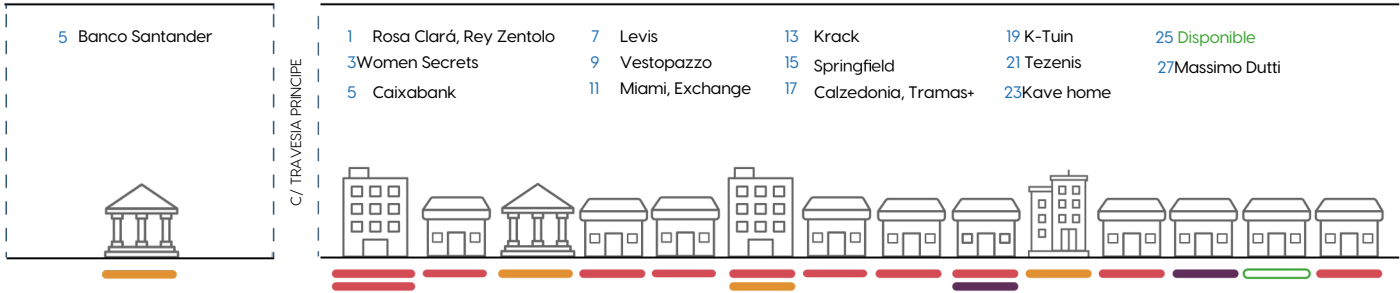 5 Banco Santander
C/ TRAVESIA PRINCIPE
1 Rosa Clará, Rey Zentolo
3Women Secrets
5 Caixabank
7 Levis
9 Vestopazzo
11 Miami, Exchange
13 Krack
15 Springfield
17 Calzedonia, Tramas+
19 K-Tuin
21 Tezenis
23Kave home
25 Disponible
27Massimo Dutti